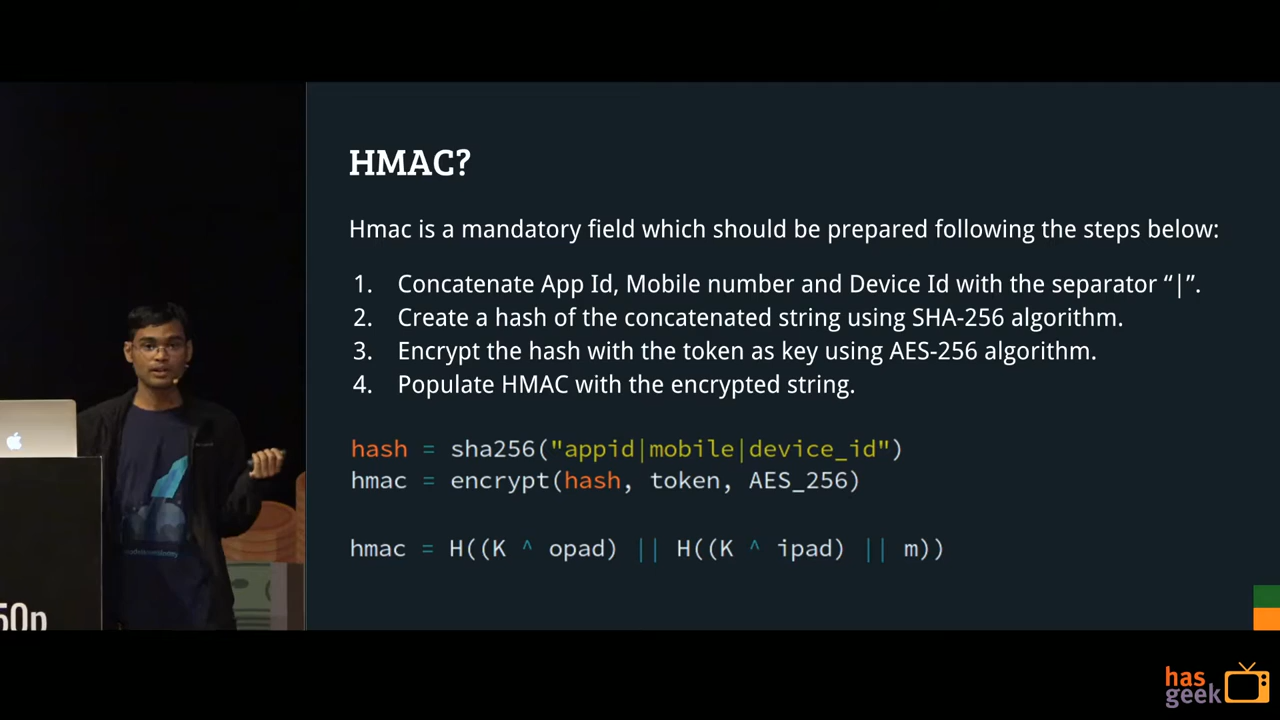 HMAC?
Hmac is a mandatory field which should be prepared following the steps below:
1. Concatenate App Id, Mobile number and Device Id with the separator “|”.
2. Create a hash of the concatenated string using SHA-256 algorithm.
3. Encrypt the hash with the token as key using AES-256 algorithm.
4. Populate HMAC with the encrypted string.
hash = sha256("appid|mobile|device_id")
hmac = encrypt(hash, token, AES_256)
hmac = H((K ^ opad) || H((K ^ ipad) || m))
50p
has
geek